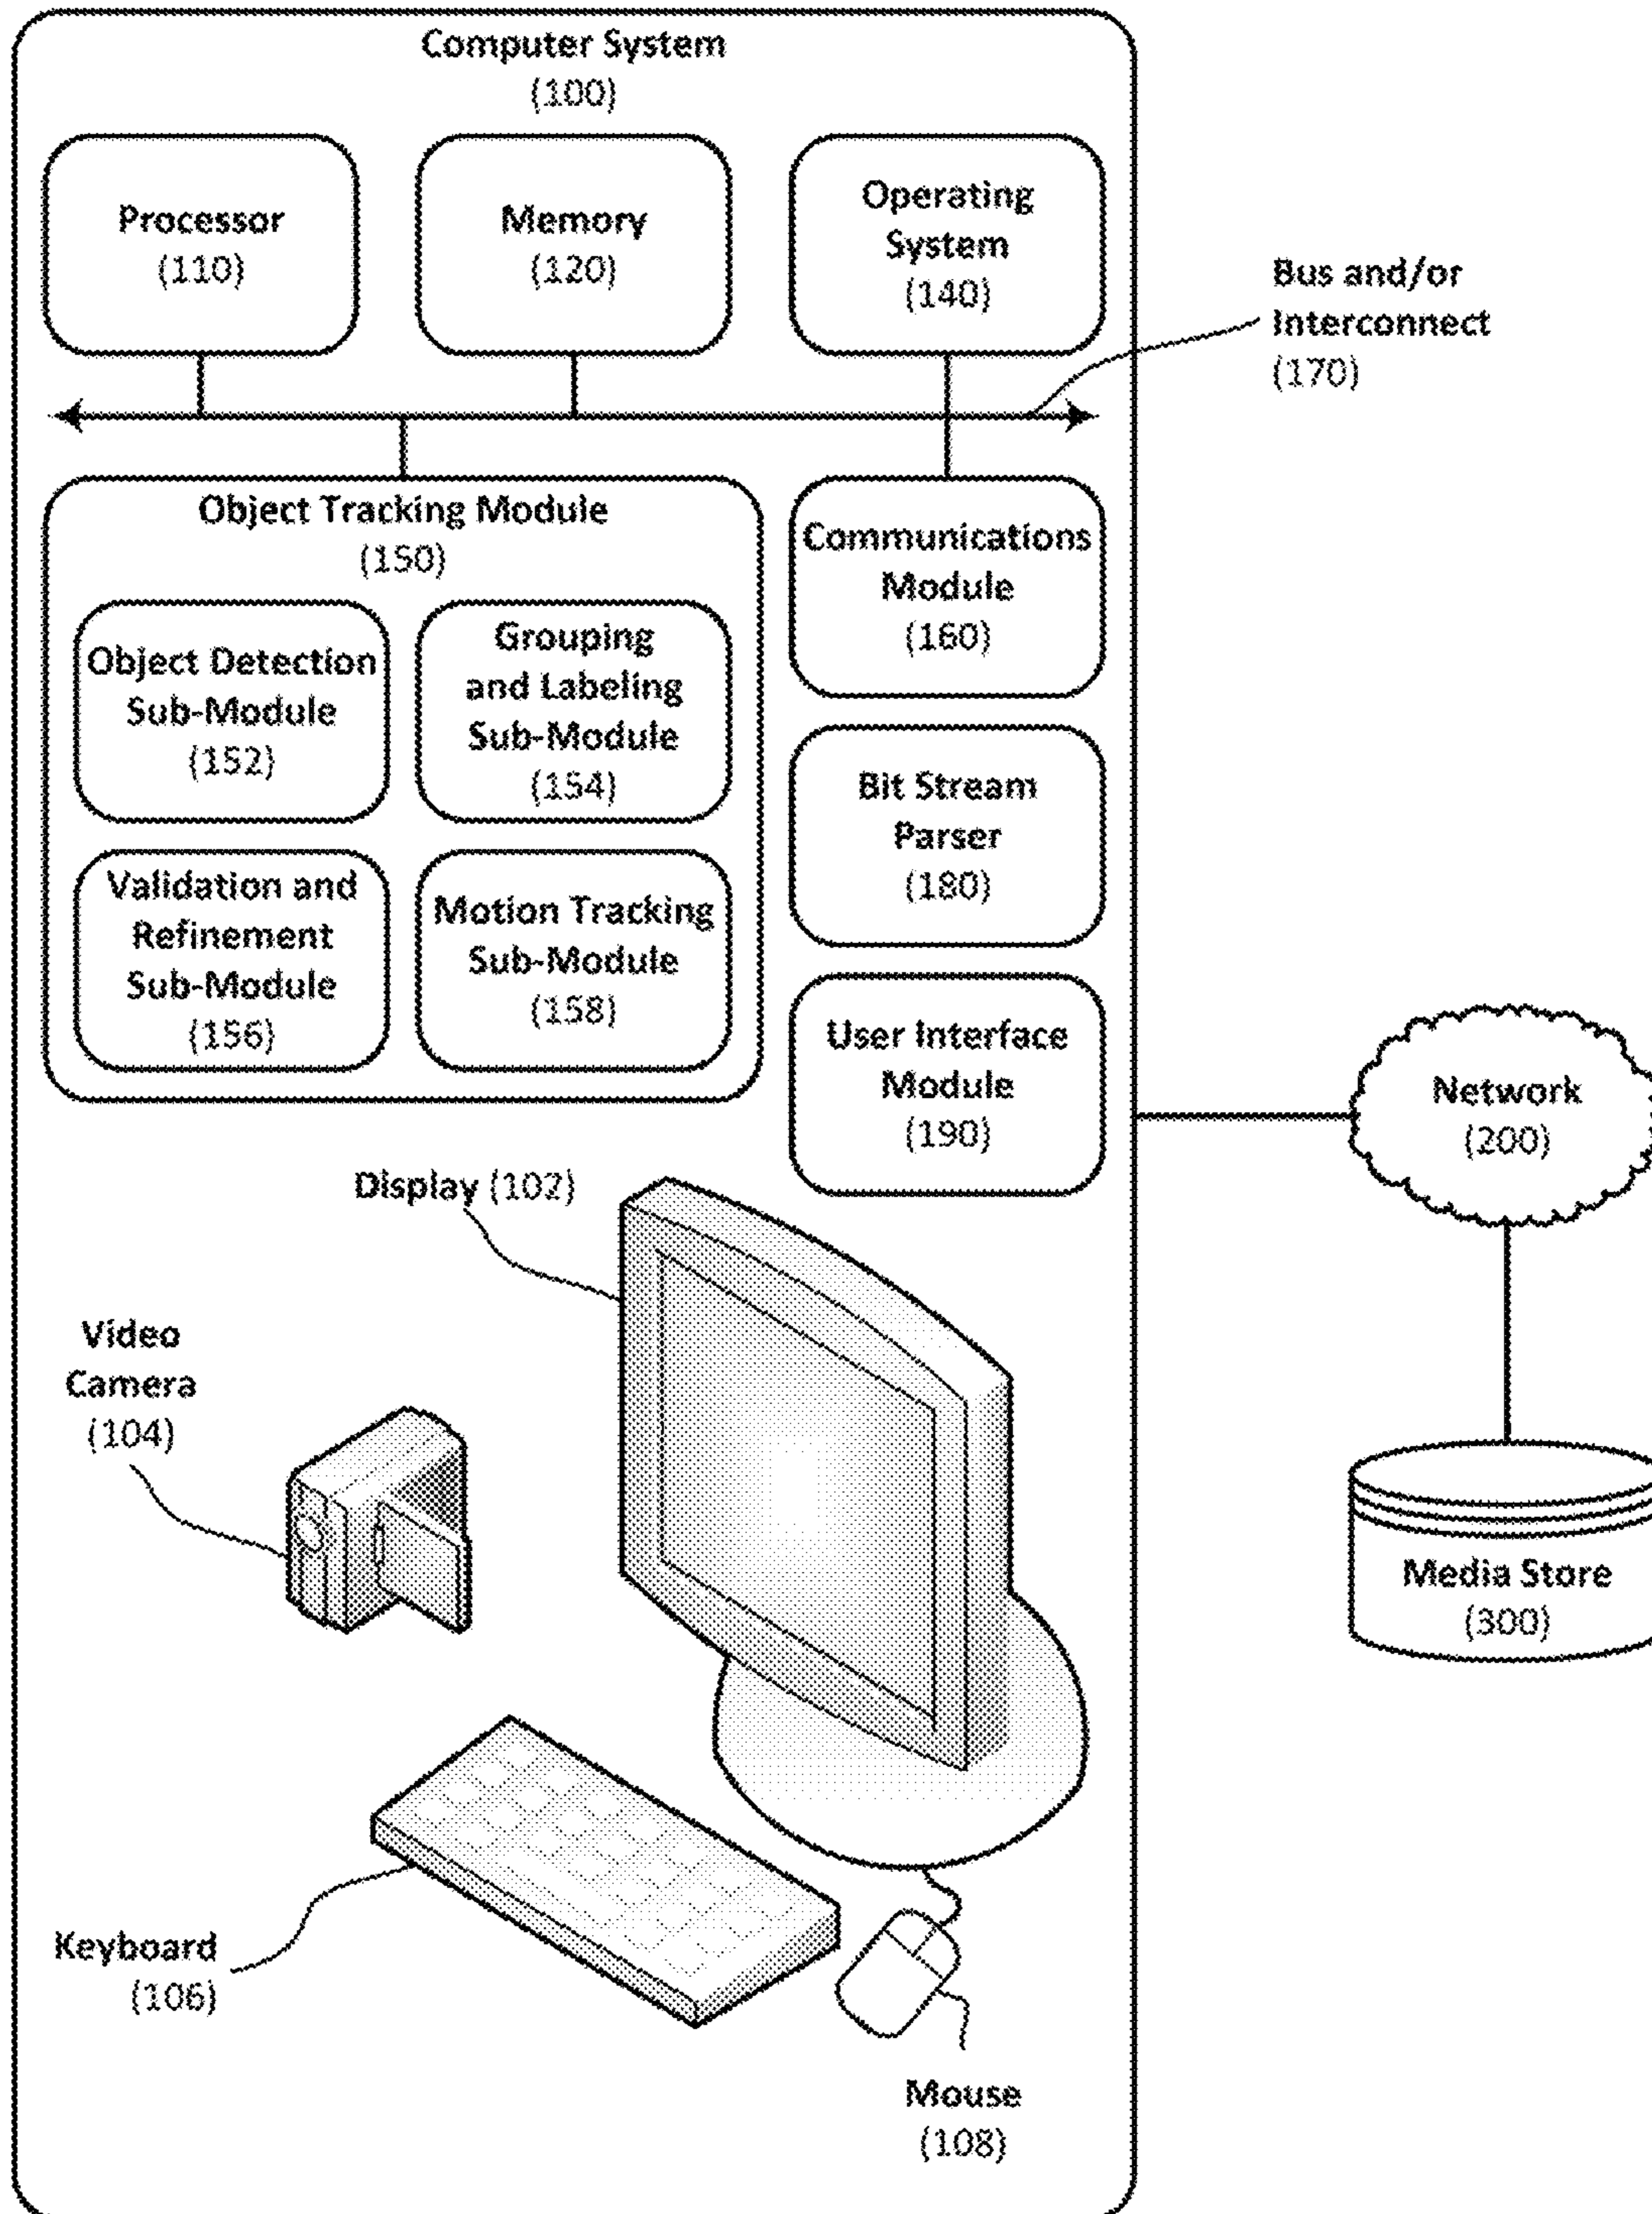 Computer System
(100)
Processor
(110)
Memory
(120)
Operating
System
(140)
Bus and/or
Interconnect
(170)
Object Tracking Module
(150)
Object Detection
Sub-Module
(152)
Grouping
and Labeling
Sub-Module
(154)
Validation and
Refinement
Sub-Module
(156)
Motion Tracking
Sub-Module
(158)
Communications
Module
(160)
Bit Stream
Parser
(180)
User Interface
Module
(190)
Network
(200)
Display (102)
Video
Camera
(104)
Media Store
(300)
Keyboard
(106)
Mouse
(108)